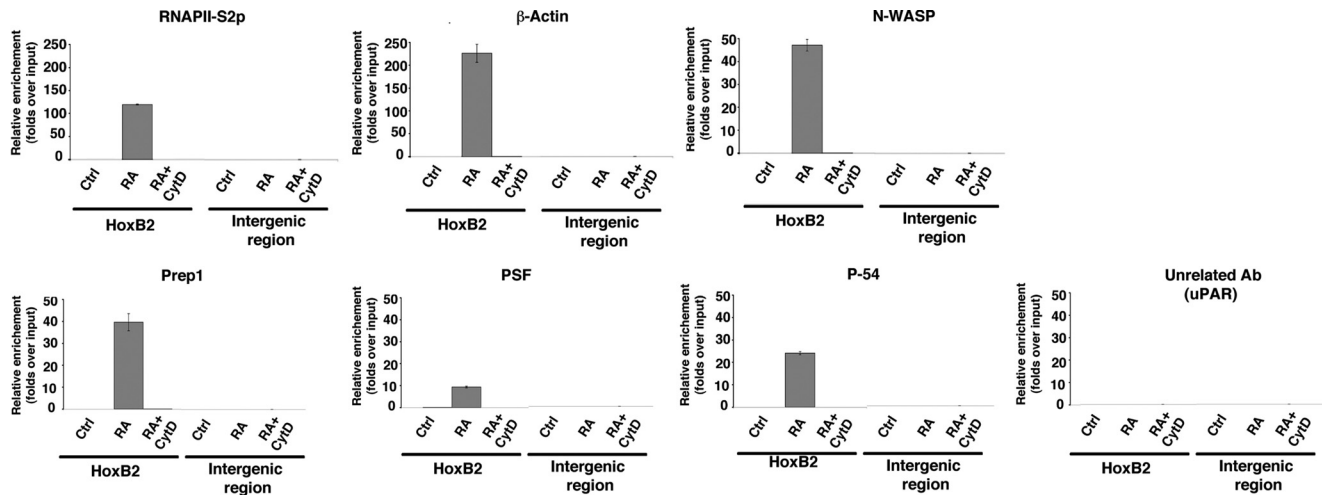 RNAPII-S2p
Relative enrichement
(folds over input)
250
200
150
100
50
0
Ctrl
RA
RA+
CytD
Ctrl
RA
RA+
CytD
HoxB2
Intergenic
region
β-Actin
Relative enrichement
(folds over input)
250
200
150
100
50
0
Ctrl
RA
RA+
CytD
Ctrl
RA
RA+
CytD
HoxB2
Intergenic
region
N-WASP
Relative enrichement
(folds over input)
50
40
30
20
10
0
Ctrl
RA
RA+
CytD
Ctrl
RA
RA+
CytD
HoxB2
Intergenic
region
Prep1
Relative enrichement
(folds over input)
50
40
30
20
10
0
Ctrl
RA
RA+
CytD
Ctrl
RA
RA+
CytD
HoxB2
Intergenic
region
PSF
Relative enrichement
(folds over input)
50
40
30
20
10
0
Ctrl
RA
RA+
CytD
Ctrl
RA
RA+
CytD
HoxB2
Intergenic
region
P-54
Relative enrichement
(folds over input)
50
40
30
20
10
0
Ctrl
RA
RA+
CytD
Ctrl
RA
RA+
CytD
HoxB2
Intergenic
region
Unrelated Ab
(uPAR)
Relative enrichement
(folds over input)
50
40
30
20
10
0
Ctrl
RA
RA+
CytD
Ctrl
RA
RA+
CytD
HoxB2
Intergenic
region